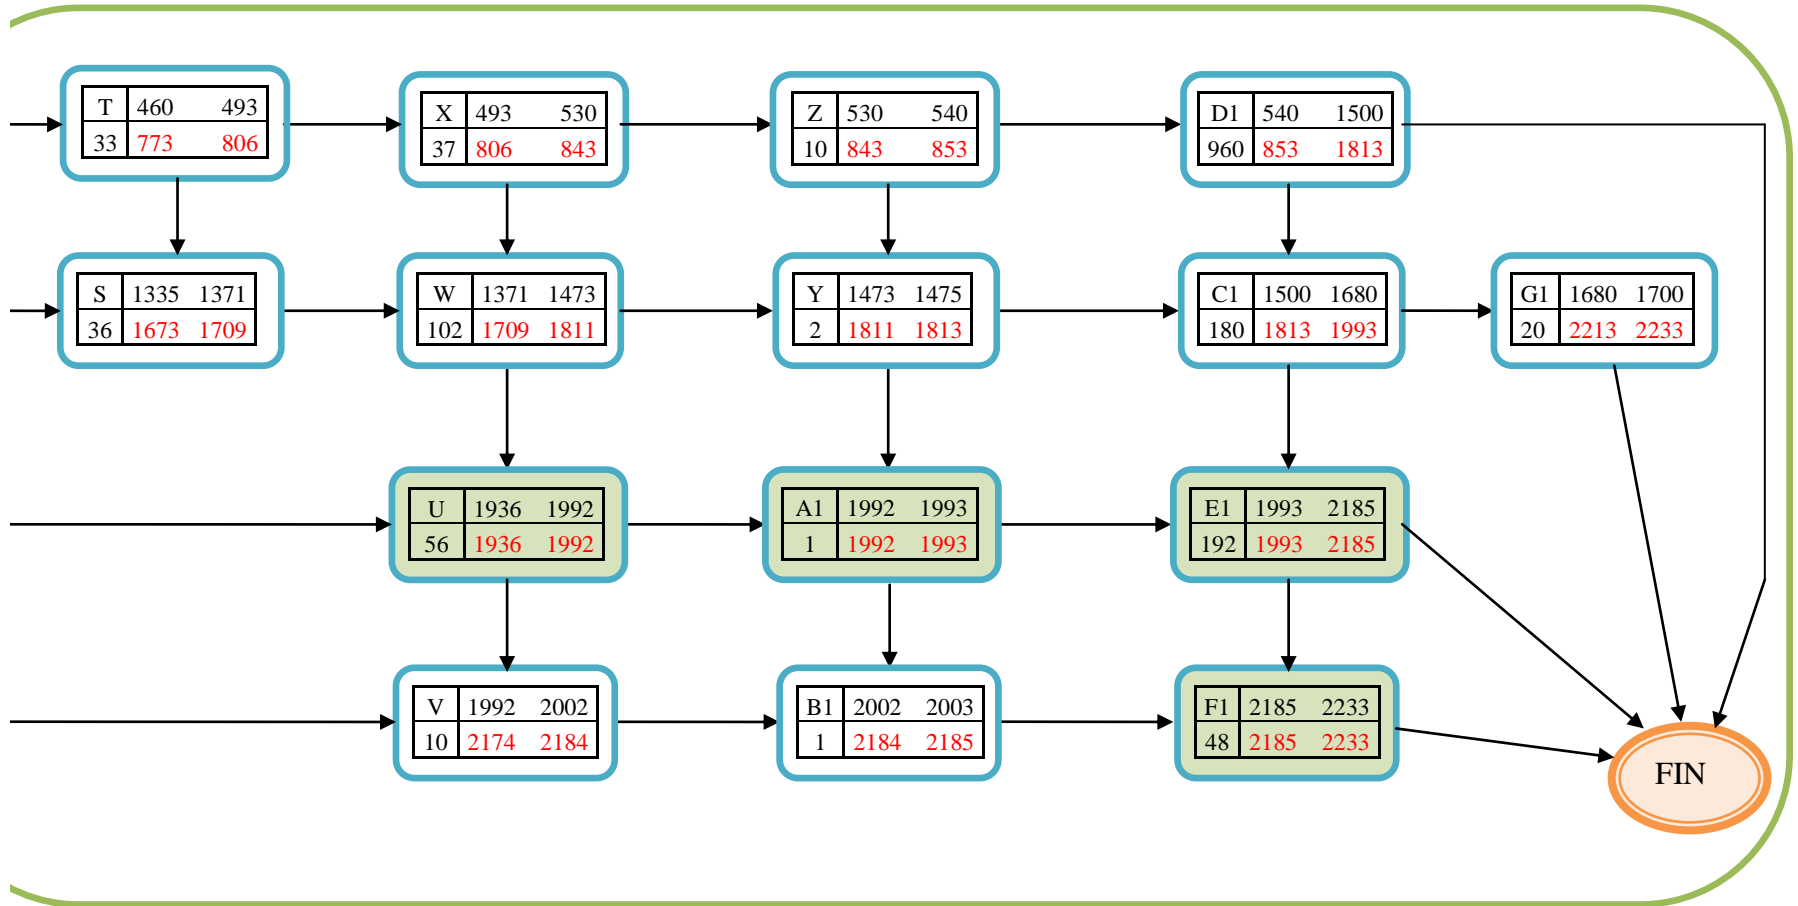 T 460 493
33 773 806
X 493 530
37 806 843
Z 530 540
10 843 853
D1 540 1500
960 853 1813
S 1335 1371
36 1673 1709
W 1371 1473
102 1709 1811
Y 1473 1475
2 1811 1813
C1 1500 1680
180 1813 1993
G1 1680 1700
20 2213 2233
U 1936 1992
56 1936 1992
A1 1992 1993
1 1992 1993
E1 1993 2185
192 1993 2185
V 1992 2002
10 2174 2184
B1 2002 2003
1 2184 2185
F1 2185 2233
48 2185 2233
FIN